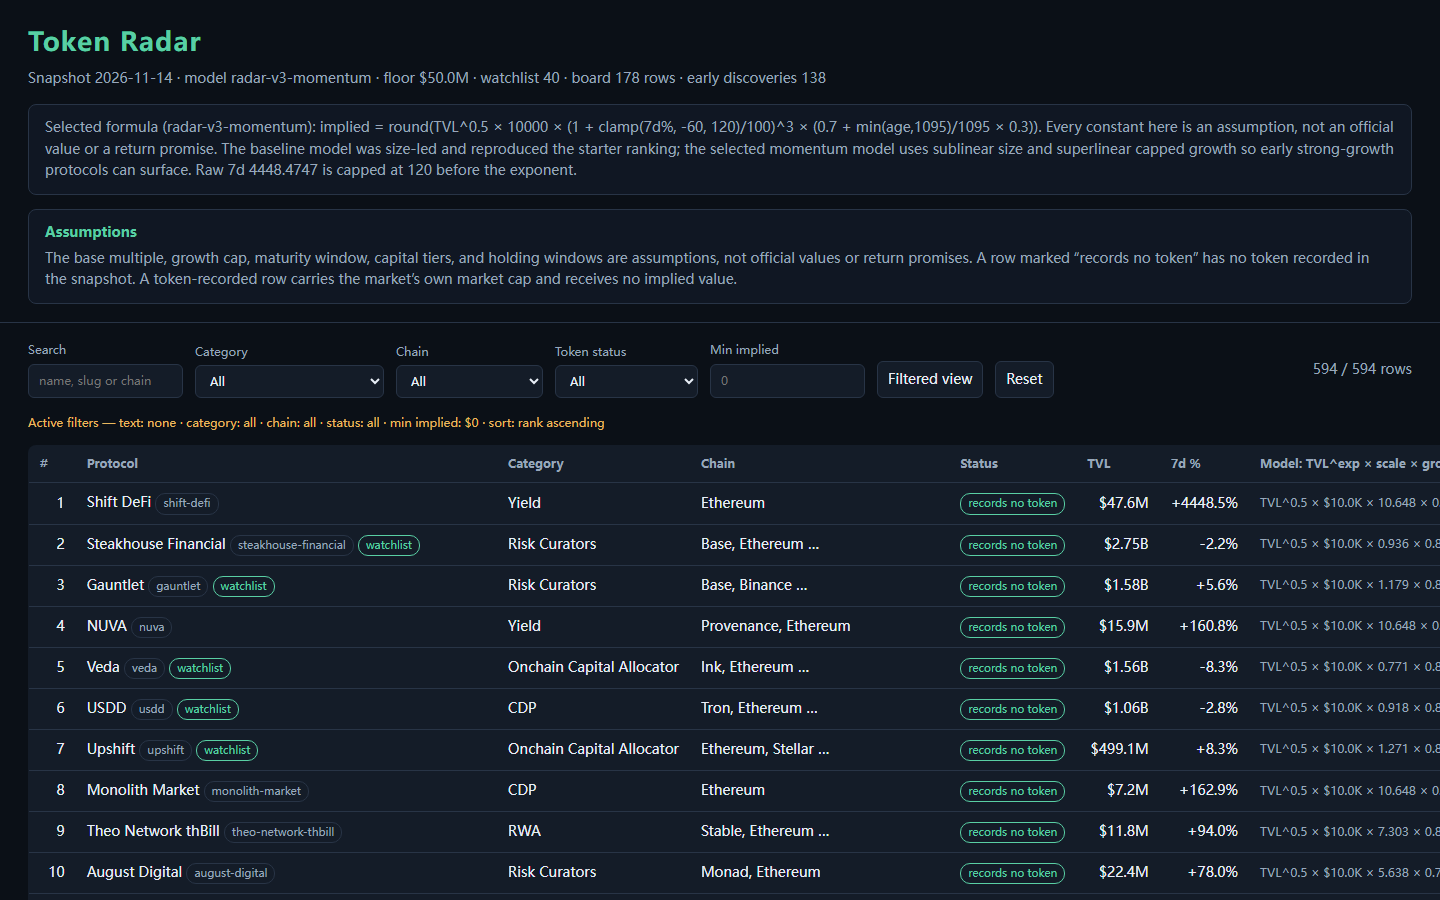 Token Radar
Snapshot 2026-11-14 · model radar-v3-momentum · floor $50.0M · watchlist 40 · board 178 rows · early discoveries 138
Selected formula (radar-v3-momentum): implied = round(TVL^0.5 × 10000 × (1 + clamp(7d%, -60, 120)/100)^3 × (0.7 + min(age,1095)/1095 × 0.3)). Every constant here is an assumption, not an official
value or a return promise. The baseline model was size-led and reproduced the starter ranking; the selected momentum model uses sublinear size and superlinear capped growth so early strong-growth
protocols can surface. Raw 7d 4448.4747 is capped at 120 before the exponent.
Assumptions
The base multiple, growth cap, maturity window, capital tiers, and holding windows are assumptions, not official values or return promises. A row marked “records no token” has no token recorded in
the snapshot. A token-recorded row carries the market’s own market cap and receives no implied value.
Search Category Chain Token status Min implied
name, slug or chain All All All 0 Filtered view Reset 594 / 594 rows
Active filters — text: none · category: all · chain: all · status: all · min implied: $0 · sort: rank ascending
# Protocol Category Chain Status TVL 7d % Model: TVL^exp × scale × gro
1 Shift DeFi shift-defi Yield Ethereum records no token $47.6M +4448.5% TVL^0.5 × $10.0K × 10.648 × 0.
2 Steakhouse Financial steakhouse-financial watchlist Risk Curators Base, Ethereum ... records no token $2.75B -2.2% TVL^0.5 × $10.0K × 0.936 × 0.8
3 Gauntlet gauntlet watchlist Risk Curators Base, Binance ... records no token $1.58B +5.6% TVL^0.5 × $10.0K × 1.179 × 0.8
4 NUVA nuva Yield Provenance, Ethereum records no token $15.9M +160.8% TVL^0.5 × $10.0K × 10.648 × 0.
5 Veda veda watchlist Onchain Capital Allocator Ink, Ethereum ... records no token $1.56B -8.3% TVL^0.5 × $10.0K × 0.771 × 0.8
6 USDD usdd watchlist CDP Tron, Ethereum ... records no token $1.06B -2.8% TVL^0.5 × $10.0K × 0.918 × 0.8
7 Upshift upshift watchlist Onchain Capital Allocator Ethereum, Stellar ... records no token $499.1M +8.3% TVL^0.5 × $10.0K × 1.271 × 0.8
8 Monolith Market monolith-market CDP Ethereum records no token $7.2M +162.9% TVL^0.5 × $10.0K × 10.648 × 0.
9 Theo Network thBill theo-network-thbill RWA Stable, Ethereum ... records no token $11.8M +94.0% TVL^0.5 × $10.0K × 7.303 × 0.8
10 August Digital august-digital Risk Curators Monad, Ethereum records no token $22.4M +78.0% TVL^0.5 × $10.0K × 5.638 × 0.7